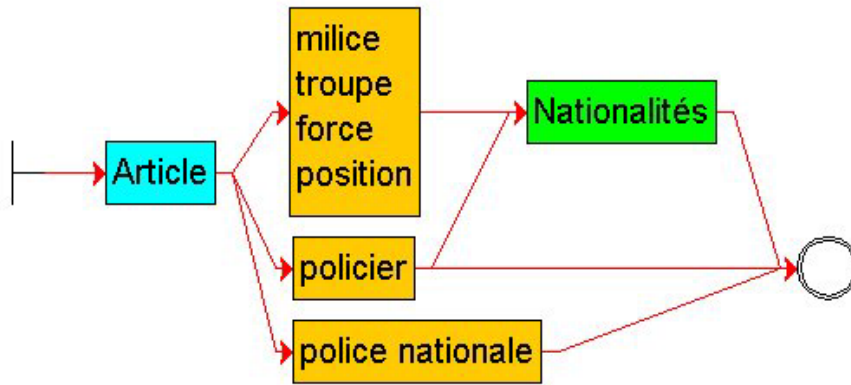 Article
milice
troupe
force
position
Nationalités
policier
police nationale